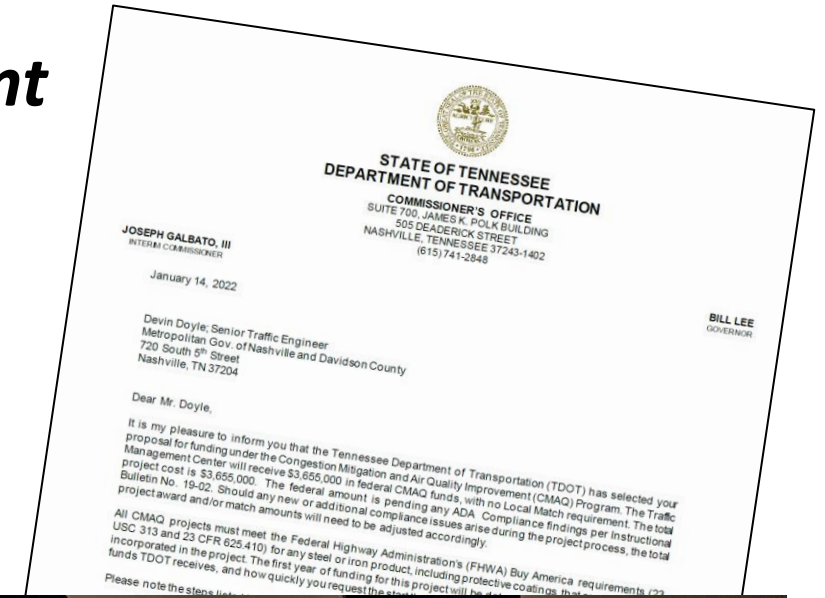 nt
STATE OF TENNESSEE
DEPARTMENT OF TRANSPORTATION
COMMISSIONER'S OFFICE
SUITE 700, JAMES K. POLK BUILDING
505 DEADERICK STREET
NASHVILLE, TENNESSEE 37243-1402
(615) 741-2848
JOSEPH GALBATO, III
INTERIM COMMISSIONER
BILL LEE
GOVERNOR
January 14, 2022
Devin Doyle; Senior Traffic Engineer
Metropolitan Gov. of Nashville and Davidson County
720 South 5th Street
Nashville, TN 37204
Dear Mr. Doyle,
It is my pleasure to inform you that the Tennessee Department of Transportation (TDOT) has selected your
proposal for funding under the Congestion Mitigation and Air Quality Improvement (CMAQ) Program. The Traffic
Management Center will receive $3,655,000 in federal CMAQ funds, with no Local Match requirement. The total
project cost is $3,655,000. The federal amount is pending any ADA Compliance findings per Instructional
Bulletin No. 19-02. Should any new or additional compliance issues arise during the project process, the total
project award and/or match amounts will need to be adjusted accordingly.
All CMAQ projects must meet the Federal Highway Administration's (FHWA) Buy America requirements (23
USC 313 and 23 CFR 625.410) for any steel or iron product, including protective coatings, that
incorporated in the project. The first year of funding for this project will be
funds TDOT receives, and how quickly you request the start
Please note the steps